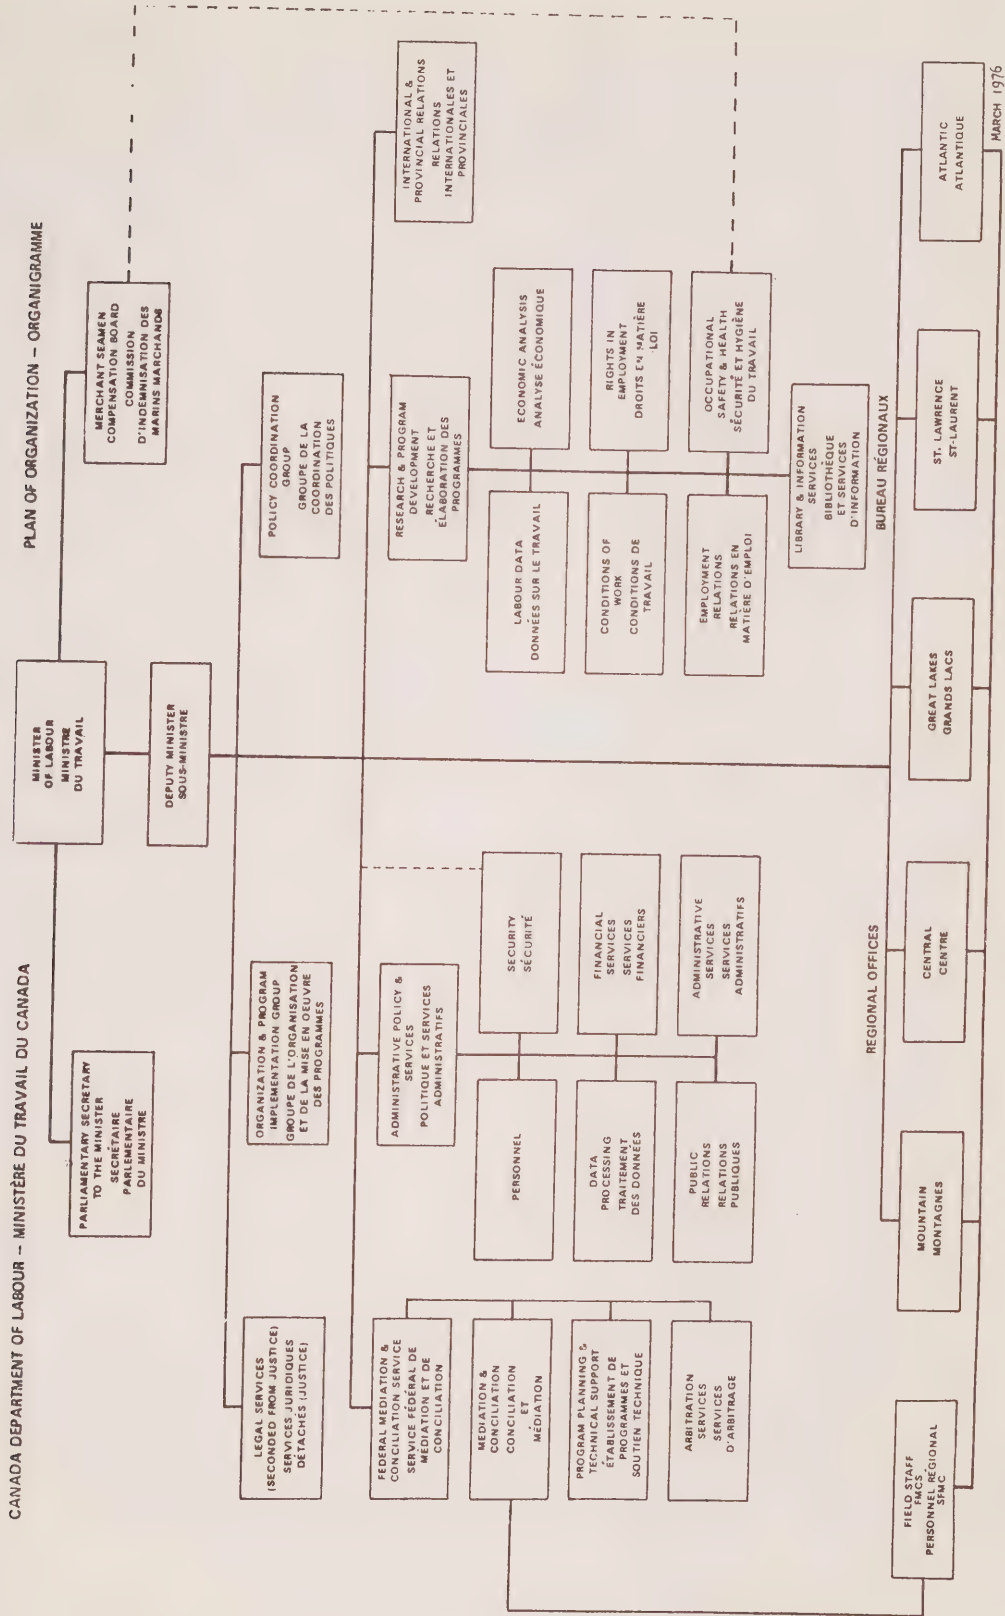 CANADA DEPARTMENT OF LABOUR -- MINISTÈRE DU TRAVAIL DU CANADA
PLAN OF ORGANIZATION - ORGANIGRAMME
MINISTER
OF LABOUR
MINISTRE
DU TRAVAIL
PARLIAMENTARY SECRETARY
TO THE MINISTER
SECRÉTAIRE
PARLEMENTAIRE
DU MINISTRE
MERCHANT SEAMEN
COMPENSATION BOARD
COMMISSION
D'INDEMNISATION DES
MARINS MARCHANDS
DEPUTY MINISTER
SOUS-MINISTRE
LEGAL SERVICES
(SECONDED FROM JUSTICE)
SERVICES JURIDIQUES
DÉTACHÉS (JUSTICE)
ORGANIZATION & PROGRAM
IMPLEMENTATION GROUP
GROUPE DE L'ORGANISATION
ET DE LA MISE EN OEUVRE
DES PROGRAMMES
POLICY COORDINATION
GROUP
GROUPE DE LA
COORDINATION
DES POLITIQUES
FEDERAL MEDIATION &
CONCILIATION SERVICE
SERVICE FÉDÉRAL DE
MÉDIATION ET DE
CONCILIATION
ADMINISTRATIVE POLICY &
SERVICES
POLITIQUE ET SERVICES
ADMINISTRATIFS
RESEARCH & PROGRAM
DEVELOPMENT
RECHERCHE ET
ÉLABORATION DES
PROGRAMMES
INTERNATIONAL &
PROVINCIAL RELATIONS
RELATIONS
INTERNATIONALES ET
PROVINCIALES
MEDIATION &
CONCILIATION
CONCILIATION
ET
MÉDIATION
PERSONNEL
SECURITY
SÉCURITÉ
LABOUR DATA
DONNÉES SUR LE TRAVAIL
ECONOMIC ANALYSIS
ANALYSE ÉCONOMIQUE
PROGRAM PLANNING &
TECHNICAL SUPPORT
ÉTABLISSEMENT DE
PROGRAMMES ET
SOUTIEN TECHNIQUE
DATA
PROCESSING
TRAITEMENT
DES DONNÉES
FINANCIAL
SERVICES
SERVICES
FINANCIERS
CONDITIONS OF
WORK
CONDITIONS DE
TRAVAIL
RIGHTS IN
EMPLOYMENT
DROITS EN MATIÈRE
LOI
ARBITRATION
SERVICES
SERVICES
D'ARBITRAGE
PUBLIC
RELATIONS
RELATIONS
PUBLIQUES
ADMINISTRATIVE
SERVICES
SERVICES
ADMINISTRATIFS
EMPLOYMENT
RELATIONS
RELATIONS EN
MATIÈRE D'EMPLOI
OCCUPATIONAL
SAFETY & HEALTH
SÉCURITÉ ET HYGIÈNE
DU TRAVAIL
LIBRARY & INFORMATION
SERVICES
BIBLIOTHÈQUE
ET SERVICES
D'INFORMATION
REGIONAL OFFICES
BUREAU RÉGIONAUX
FIELD STAFF
FMCS
PERSONNEL RÉGIONAL
SFMC
MOUNTAIN
MONTAGNES
CENTRAL
CENTRE
GREAT LAKES
GRANDS LACS
ST. LAWRENCE
ST-LAURENT
ATLANTIC
ATLANTIQUE
MARCH 1976